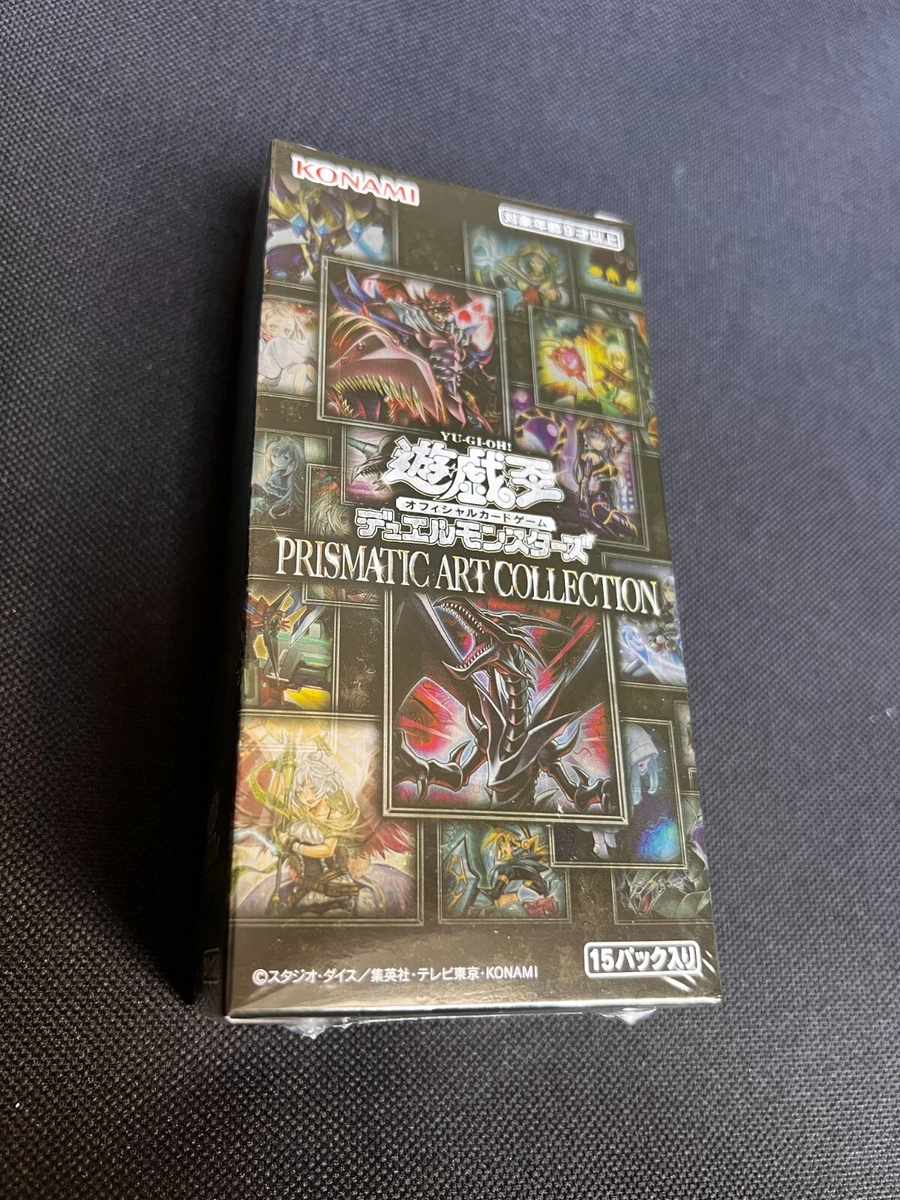 KONAMI
対象年齢9才以上
YU-GI-OH!
遊戯王
オフィシャルカードゲーム
デュエルモンスターズ
PRISMATIC ART COLLECTION
15パック入り
©スタジオ・ダイス/集英社・テレビ東京・KONAMI